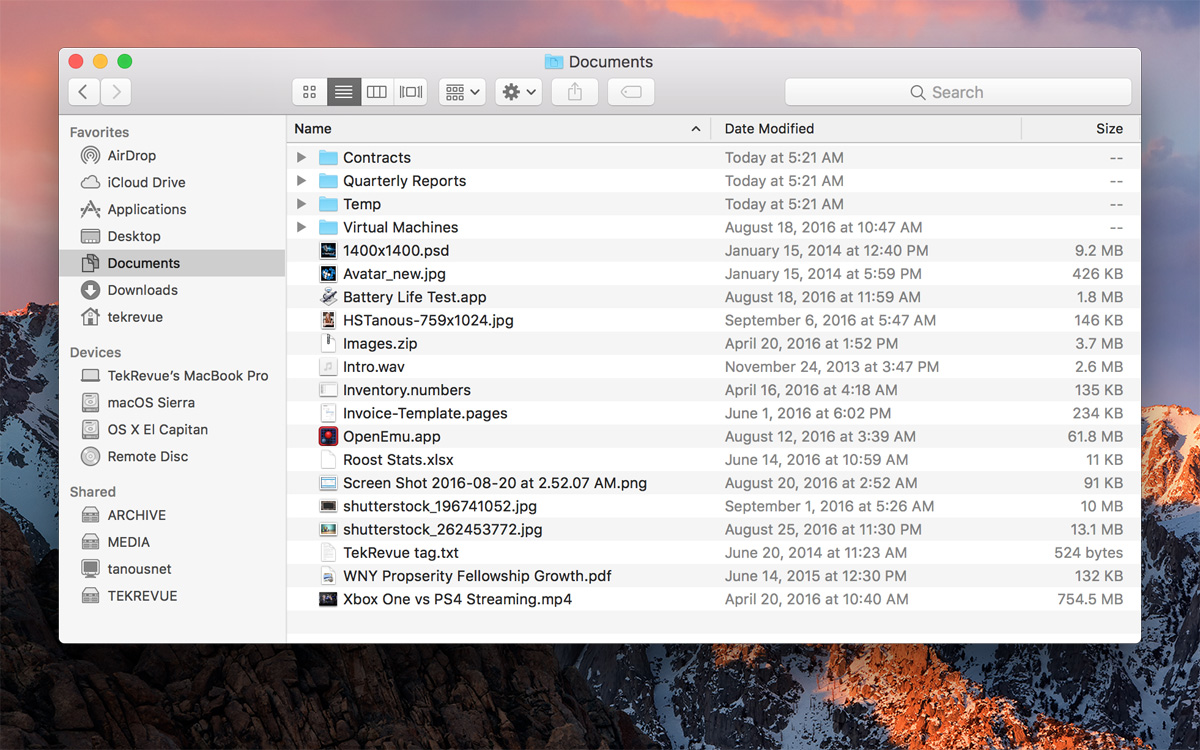 Documents
Search
Favorites
AirDrop
iCloud Drive
Applications
Desktop
Documents
Downloads
tekrevue
Devices
TekRevue's MacBook Pro
macOS Sierra
OS X El Capitan
Remote Disc
Shared
ARCHIVE
MEDIA
tanousnet
TEKREVUE
Name Date Modified Size
Contracts Today at 5:21 AM --
Quarterly Reports Today at 5:21 AM --
Temp Today at 5:21 AM --
Virtual Machines August 18, 2016 at 10:47 AM --
1400x1400.psd January 15, 2014 at 12:40 PM 9.2 MB
Avatar_new.jpg January 15, 2014 at 5:59 PM 426 KB
Battery Life Test.app August 18, 2016 at 11:59 AM 1.8 MB
HSTanous-759x1024.jpg September 6, 2016 at 5:47 AM 146 KB
Images.zip April 20, 2016 at 1:52 PM 3.7 MB
Intro.wav November 24, 2013 at 3:47 PM 2.6 MB
Inventory.numbers April 16, 2016 at 4:18 AM 135 KB
Invoice-Template.pages June 1, 2016 at 6:02 PM 234 KB
OpenEmu.app August 12, 2016 at 3:39 AM 61.8 MB
Roost Stats.xlsx June 14, 2016 at 10:59 AM 11 KB
Screen Shot 2016-08-20 at 2.52.07 AM.png August 20, 2016 at 2:52 AM 91 KB
shutterstock_196741052.jpg September 1, 2016 at 5:26 AM 10 MB
shutterstock_262453772.jpg August 25, 2016 at 11:30 PM 13.1 MB
TekRevue tag.txt June 20, 2014 at 11:23 AM 524 bytes
WNY Propserity Fellowship Growth.pdf June 14, 2015 at 12:30 PM 132 KB
Xbox One vs PS4 Streaming.mp4 April 20, 2016 at 10:40 AM 754.5 MB